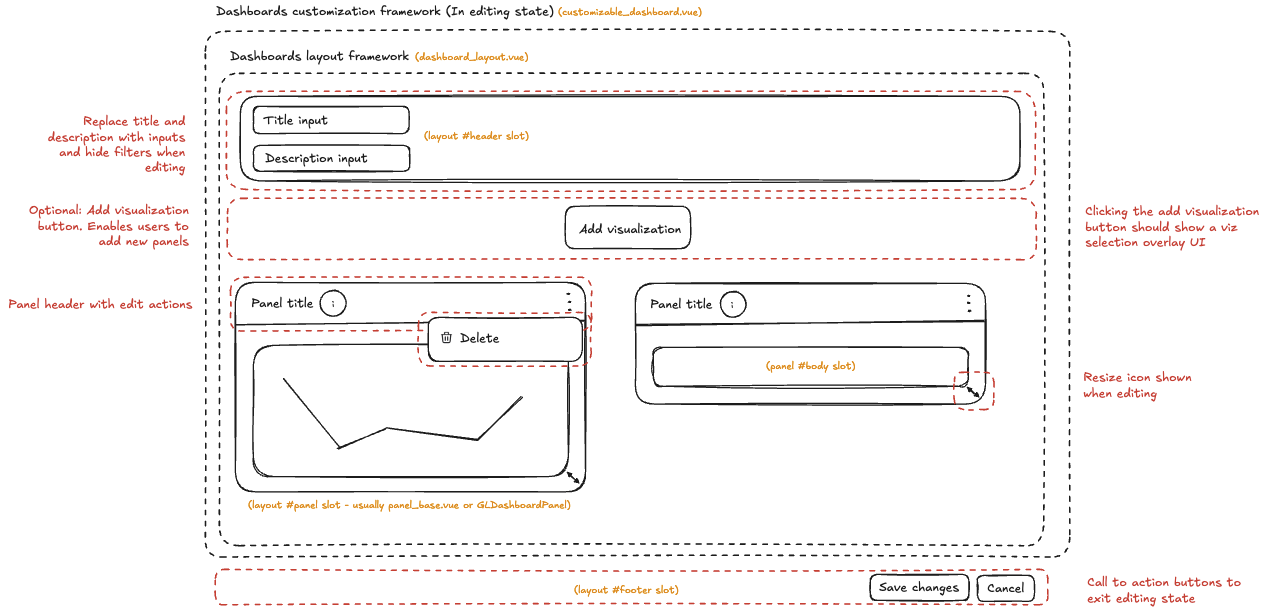 Dashboards customization framework (In editing state) (customizable_dashboard.vue)
Dashboards layout framework (dashboard_layout.vue)
Replace title and
description with inputs
and hide filters when
editing
Title input
(layout #header slot)
Description input
Optional: Add visualization
button. Enables users to
add new panels
Add visualization
Clicking the add visualization
button should show a viz
selection overlay UI
Panel header with edit actions
Panel title i
Delete
Panel title i
(panel #body slot)
Resize icon shown
when editing
(layout #panel slot - usually panel_base.vue or GLDashboardPanel)
(layout #footer slot)
Save changes
Cancel
Call to action buttons to
exit editing state